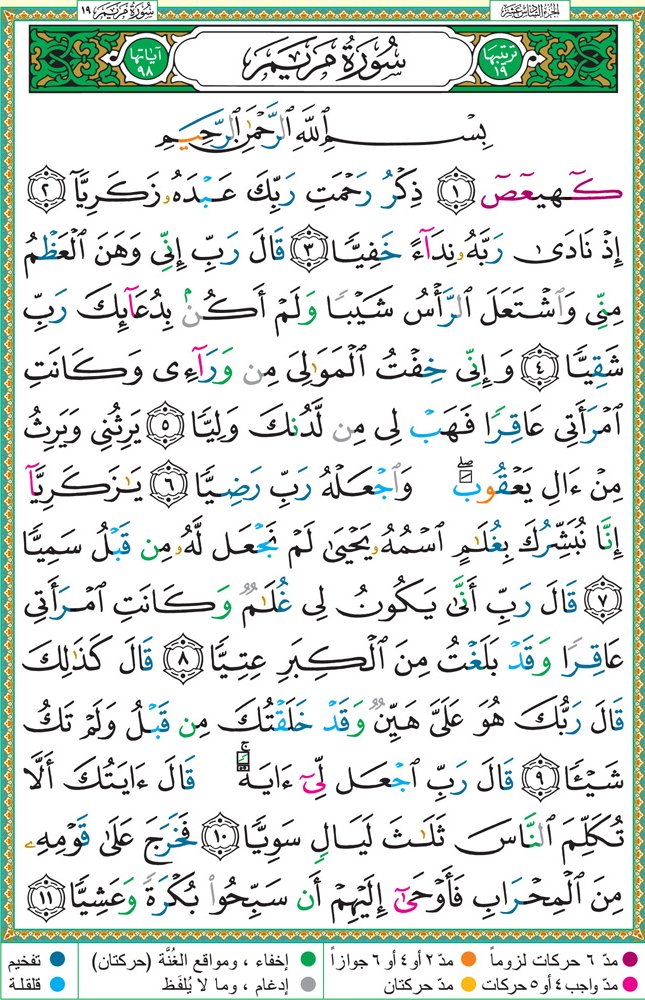 الجزء السادس عشر سورة مريم ١٩
ترتيبها ١٩ سُورَةُ مَرْيَمَ آياتها ٩٨
بِسْمِ ٱللَّهِ ٱلرَّحْمَٰنِ ٱلرَّحِيمِ
كٓهيعٓصٓ ١ ذِكْرُ رَحْمَتِ رَبِّكَ عَبْدَهُۥ زَكَرِيَّآ ٢
إِذْ نَادَىٰ رَبَّهُۥ نِدَآءً خَفِيًّا ٣ قَالَ رَبِّ إِنِّى وَهَنَ ٱلْعَظْمُ
مِنِّى وَٱشْتَعَلَ ٱلرَّأْسُ شَيْبًا وَلَمْ أَكُنۢ بِدُعَآئِكَ رَبِّ
شَقِيًّا ٤ وَإِنِّى خِفْتُ ٱلْمَوَٰلِىَ مِن وَرَآءِى وَكَانَتِ
ٱمْرَأَتِى عَاقِرًا فَهَبْ لِى مِن لَّدُنكَ وَلِيًّا ٥ يَرِثُنِى وَيَرِثُ
مِنْ ءَالِ يَعْقُوبَ ۖ وَٱجْعَلْهُ رَبِّ رَضِيًّا ٦ يَٰزَكَرِيَّآ
إِنَّا نُبَشِّرُكَ بِغُلَٰمٍ ٱسْمُهُۥ يَحْيَىٰ لَمْ نَجْعَل لَّهُۥ مِن قَبْلُ سَمِيًّا
٧ قَالَ رَبِّ أَنَّىٰ يَكُونُ لِى غُلَٰمٌ وَكَانَتِ ٱمْرَأَتِى
عَاقِرًا وَقَدْ بَلَغْتُ مِنَ ٱلْكِبَرِ عِتِيًّا ٨ قَالَ كَذَٰلِكَ
قَالَ رَبُّكَ هُوَ عَلَىَّ هَيِّنٌ وَقَدْ خَلَقْتُكَ مِن قَبْلُ وَلَمْ تَكُ
شَيْـًٔا ٩ قَالَ رَبِّ ٱجْعَل لِّىٓ ءَايَةً ۚ قَالَ ءَايَتُكَ أَلَّا
تُكَلِّمَ ٱلنَّاسَ ثَلَٰثَ لَيَالٍ سَوِيًّا ١٠ فَخَرَجَ عَلَىٰ قَوْمِهِۦ
مِنَ ٱلْمِحْرَابِ فَأَوْحَىٰٓ إِلَيْهِمْ أَن سَبِّحُوا۟ بُكْرَةً وَعَشِيًّا ١١
مدّ ٦ حركات لزوماً مدّ ٢ أو ٤ أو ٦ جوازاً إخفاء ، ومواقع الغُنَّة (حركتان) تفخيم
مدّ واجب ٤ أو ٥ حركات مدّ حركتان إدغام ، وما لا يُلفَظ قلقلة